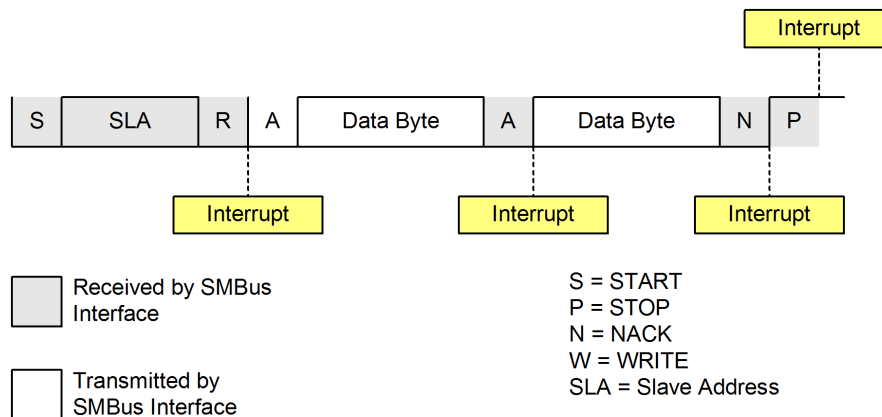 Interrupt
S SLA R A Data Byte A Data Byte N P
Interrupt Interrupt Interrupt
Received by SMBus
Interface
Transmitted by
SMBus Interface
S = START
P = STOP
N = NACK
W = WRITE
SLA = Slave Address